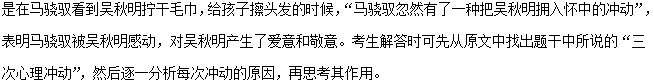 是在马骁驭看到吴秋明拧干毛巾，给孩子擦头发的时候，“马骁驭忽然有了一种把吴秋明拥入怀中的冲动”，
表明马骁驭被吴秋明感动，对吴秋明产生了爱意和敬意。考生解答时可先从原文中找出题干中所说的“三
次心理冲动”，然后逐一分析每次冲动的原因，再思考其作用。